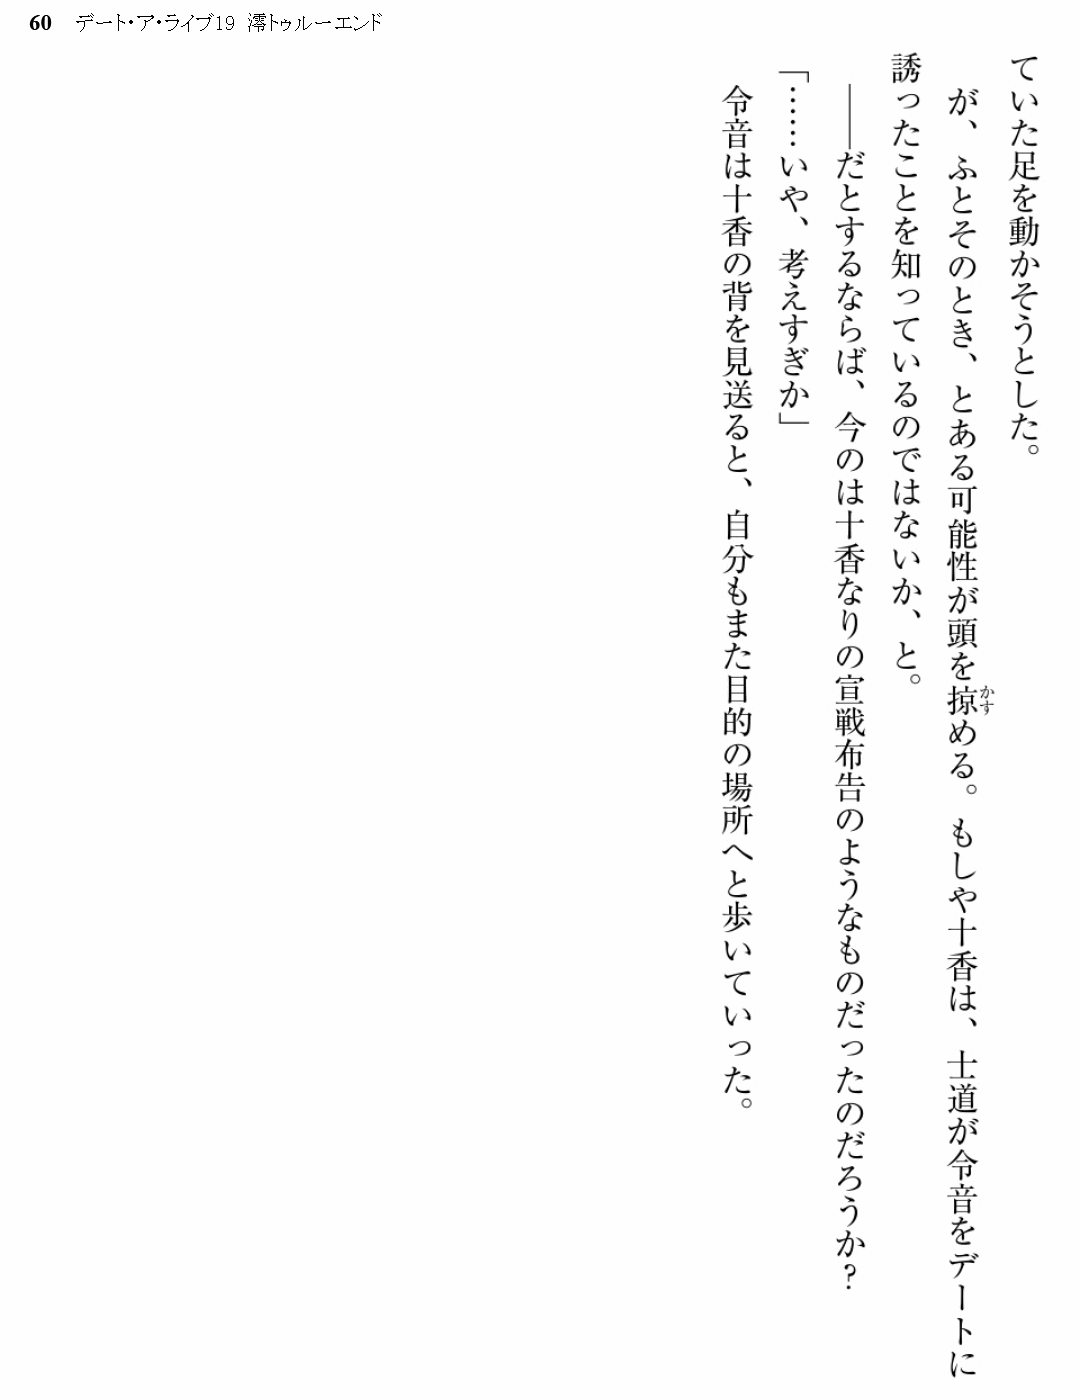 60 デート・ア・ライブ19 澪トゥルーエンド
ていた足を動かそうとした。
が、ふとそのとき、とある可能性が頭を掠める。もしや十香は、士道が令音をデートに
かす
誘ったことを知っているのではないか、と。
――だとするならば、今のは十香なりの宣戦布告のようなものだったのだろうか?
「……いや、考えすぎか」
令音は十香の背を見送ると、自分もまた目的の場所へと歩いていった。